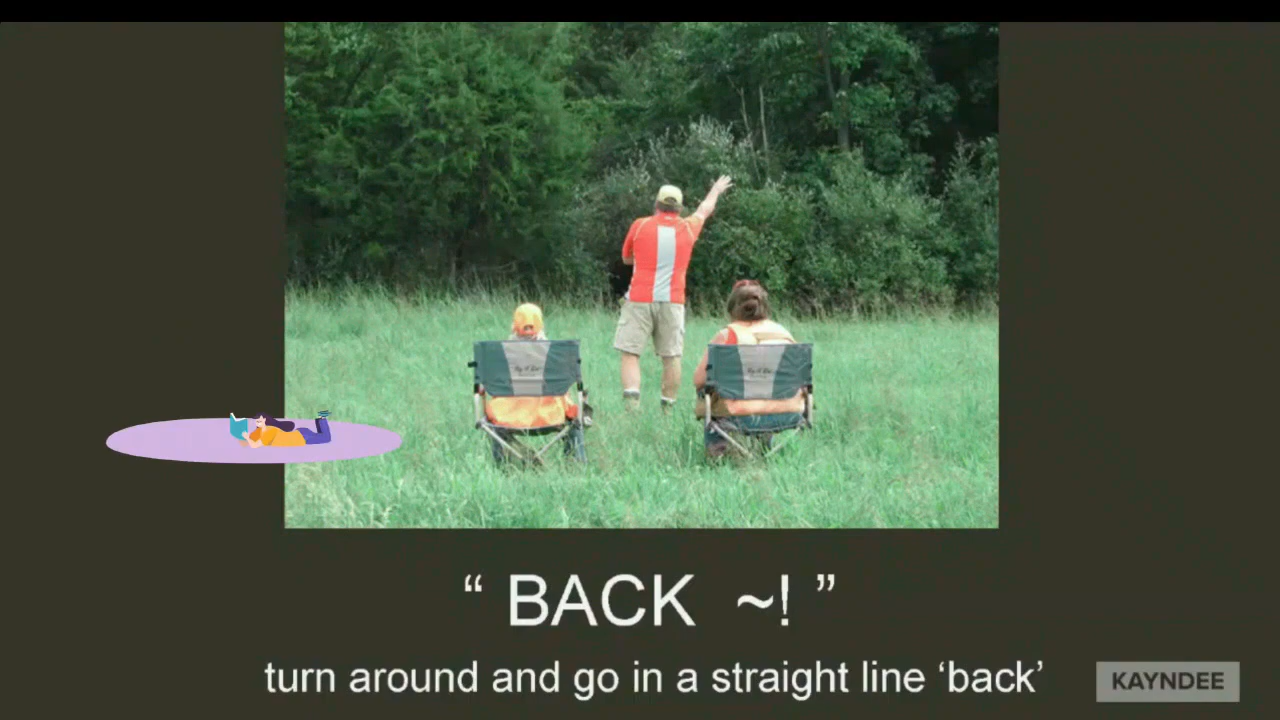 “ BACK ~! ”
turn around and go in a straight line ‘back’
KAYNDEE